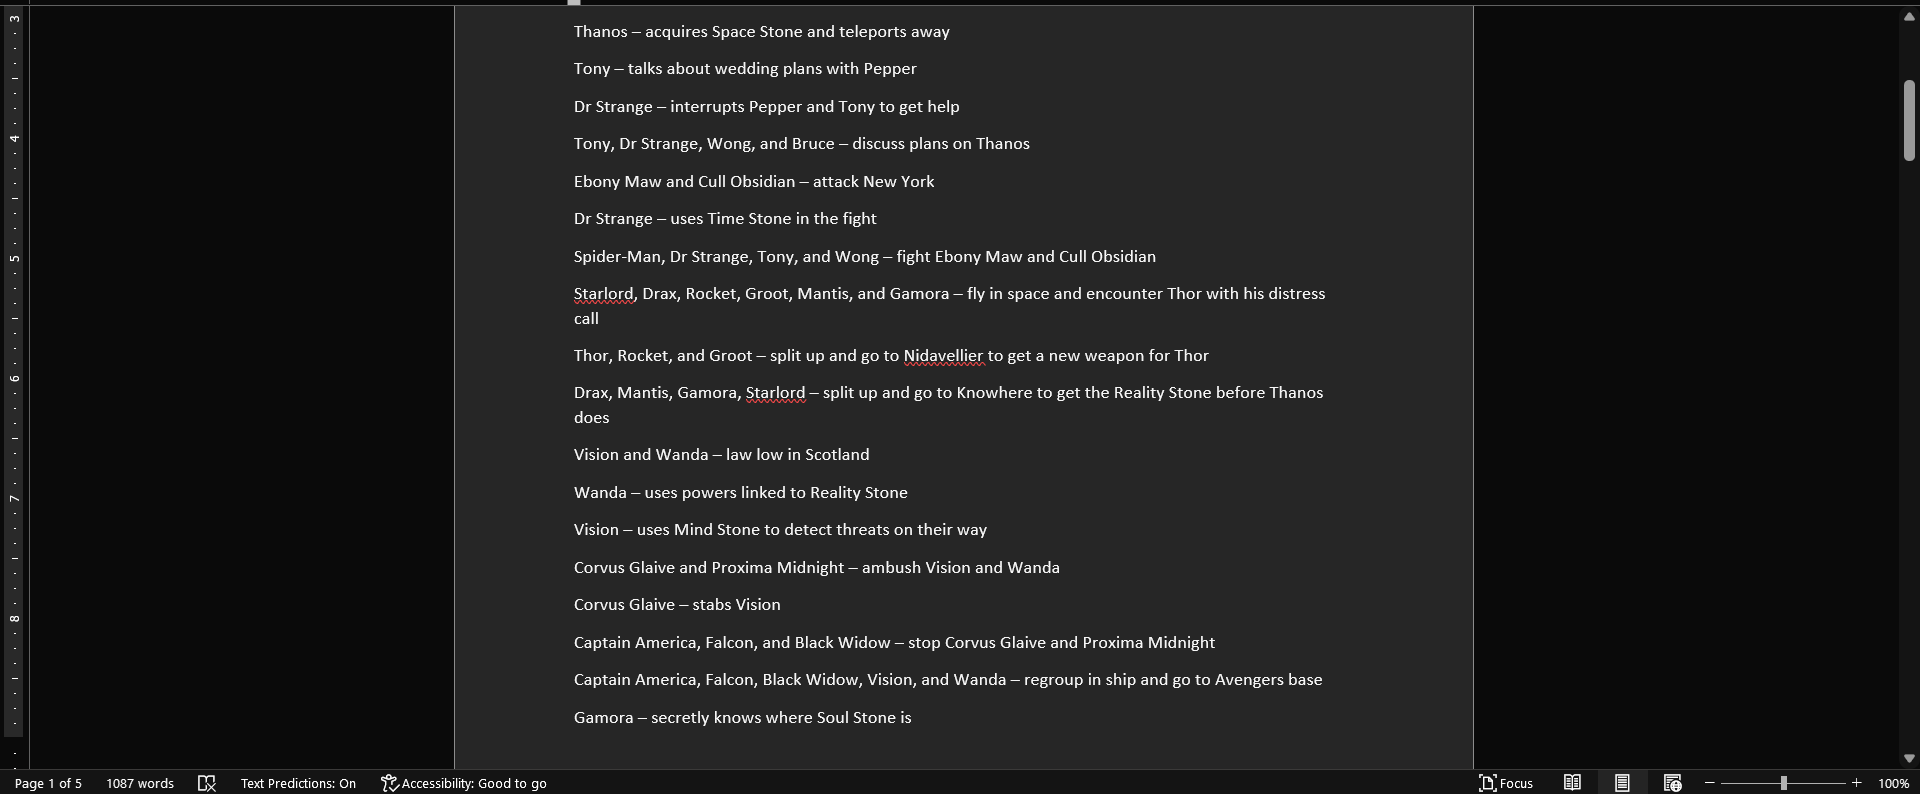 3
4
5
6
7
8
Thanos – acquires Space Stone and teleports away
Tony – talks about wedding plans with Pepper
Dr Strange – interrupts Pepper and Tony to get help
Tony, Dr Strange, Wong, and Bruce – discuss plans on Thanos
Ebony Maw and Cull Obsidian – attack New York
Dr Strange – uses Time Stone in the fight
Spider-Man, Dr Strange, Tony, and Wong – fight Ebony Maw and Cull Obsidian
Starlord, Drax, Rocket, Groot, Mantis, and Gamora – fly in space and encounter Thor with his distress
call
Thor, Rocket, and Groot – split up and go to Nidavellier to get a new weapon for Thor
Drax, Mantis, Gamora, Starlord – split up and go to Knowhere to get the Reality Stone before Thanos
does
Vision and Wanda – law low in Scotland
Wanda – uses powers linked to Reality Stone
Vision – uses Mind Stone to detect threats on their way
Corvus Glaive and Proxima Midnight – ambush Vision and Wanda
Corvus Glaive – stabs Vision
Captain America, Falcon, and Black Widow – stop Corvus Glaive and Proxima Midnight
Captain America, Falcon, Black Widow, Vision, and Wanda – regroup in ship and go to Avengers base
Gamora – secretly knows where Soul Stone is
Page 1 of 5 1087 words Text Predictions: On Accessibility: Good to go Focus 100%